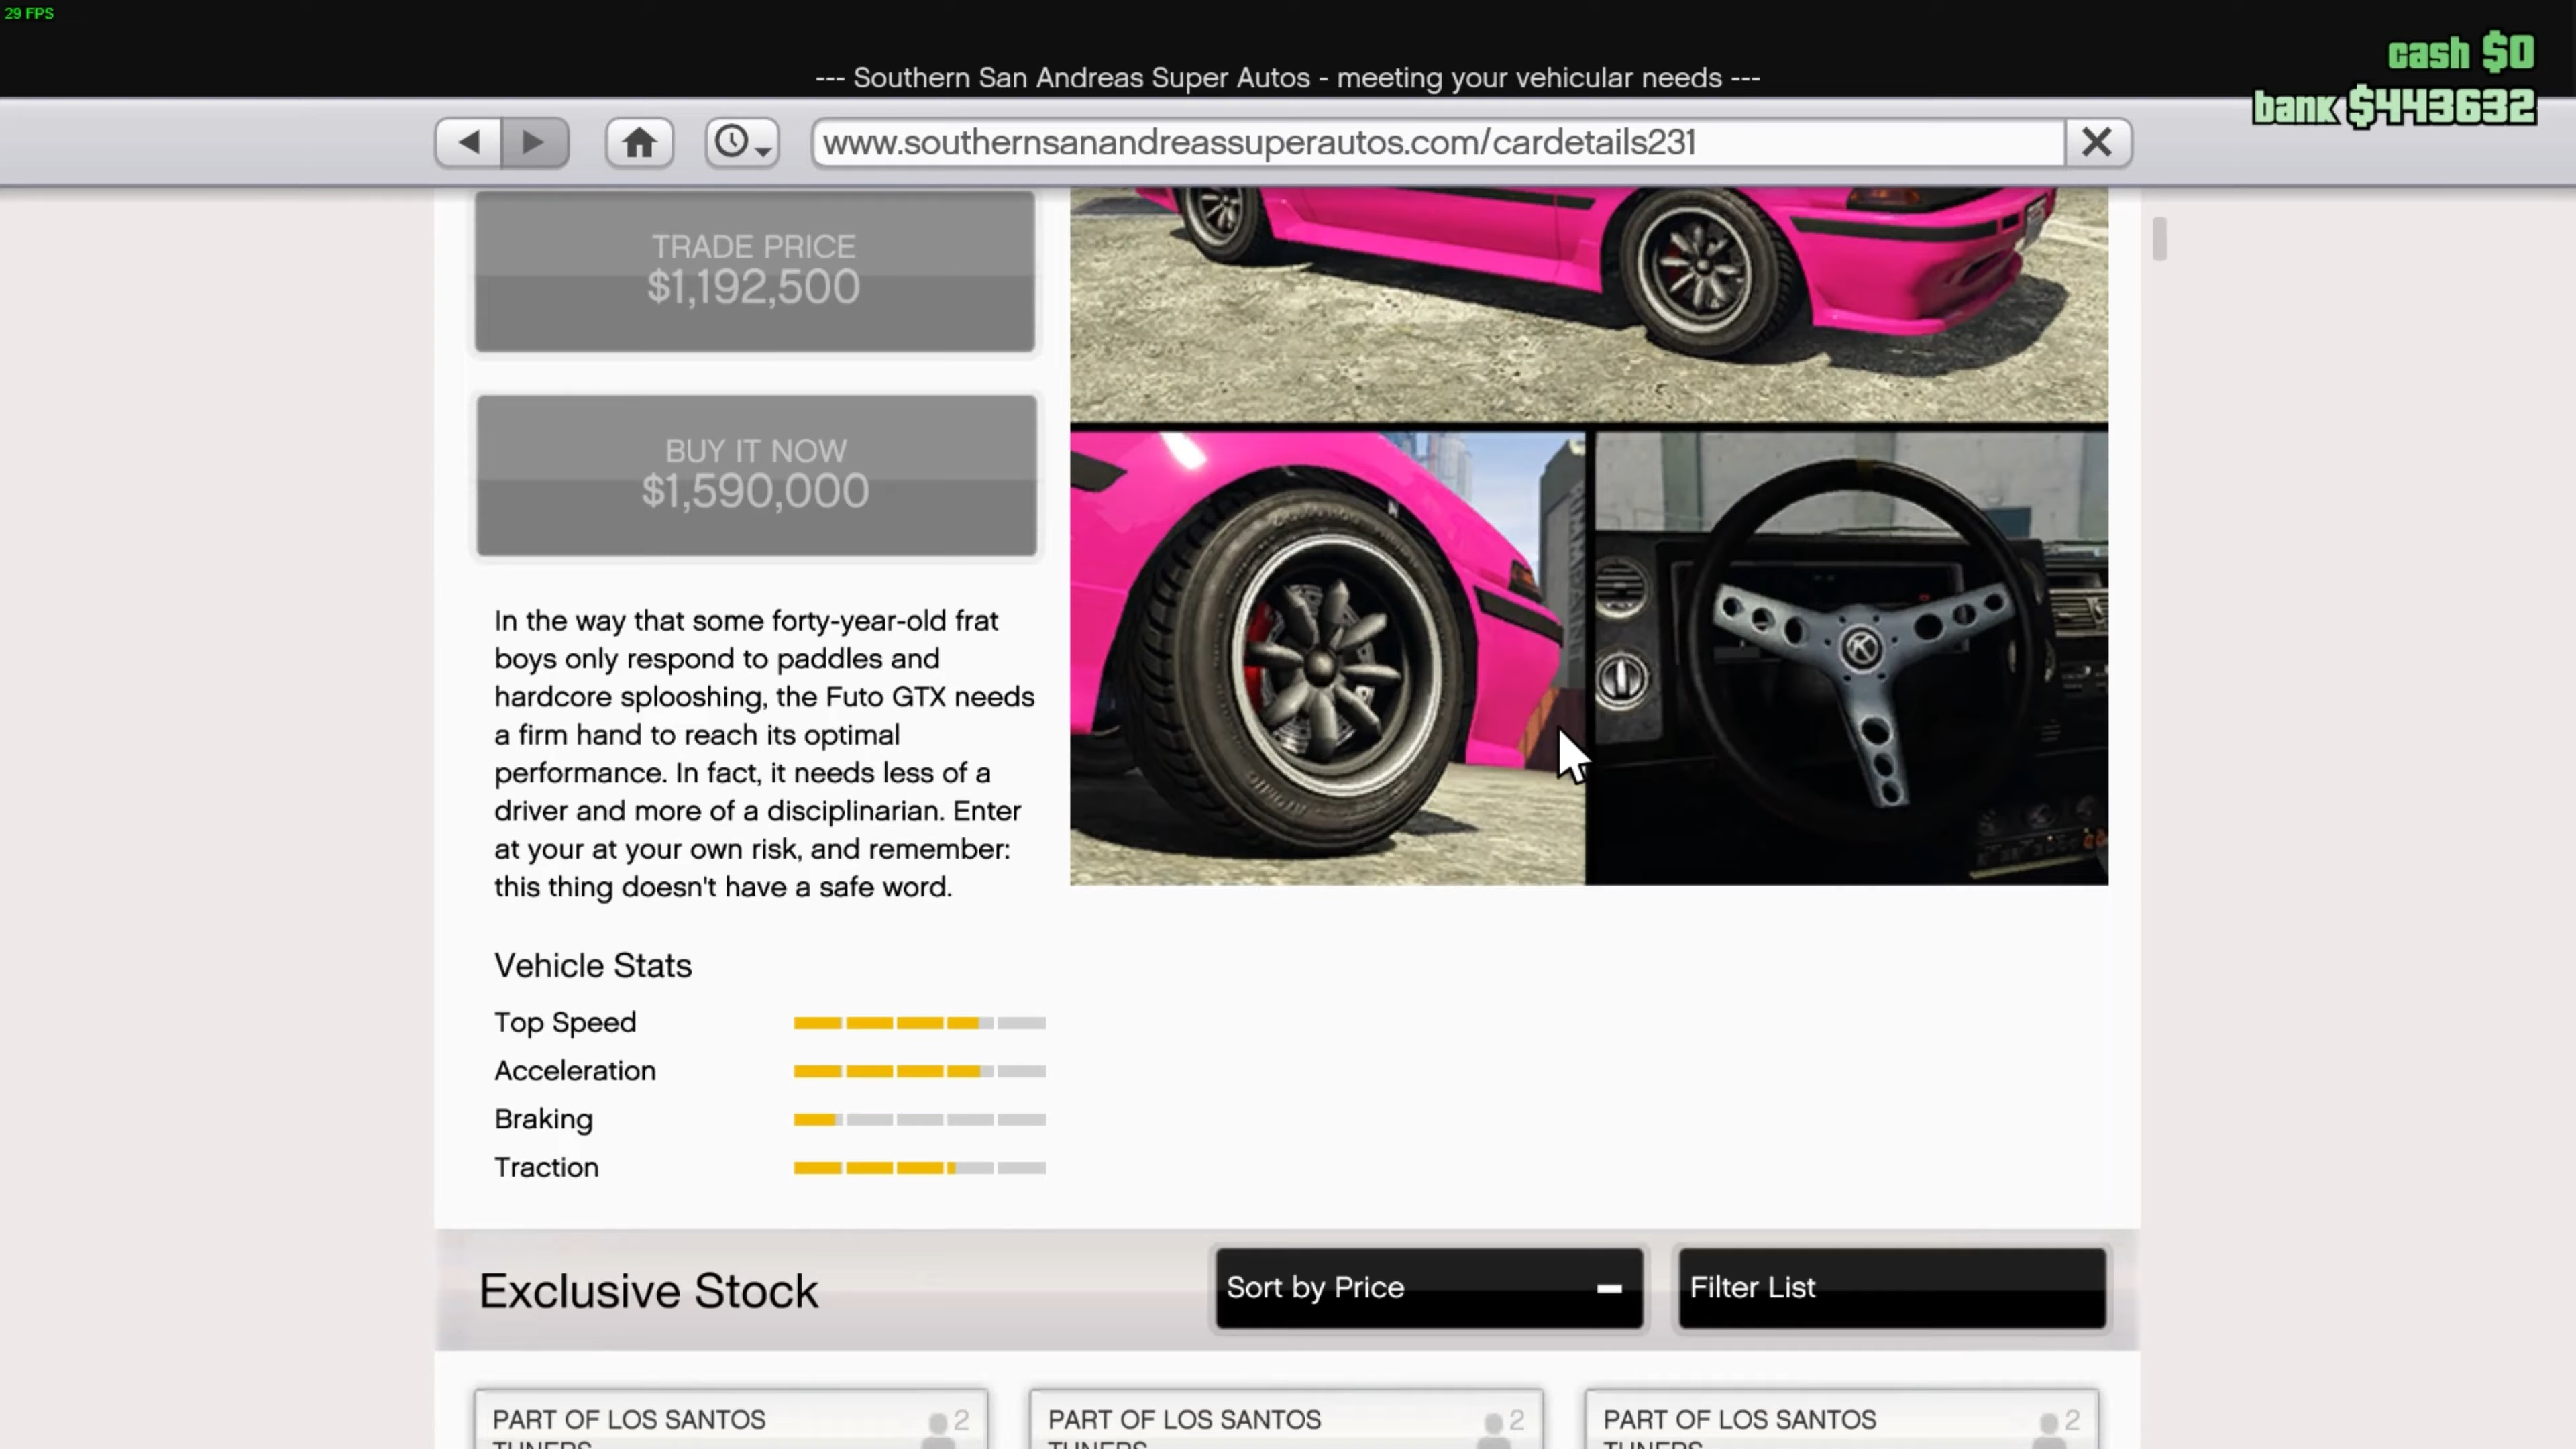 29 FPS
cash $0
--- Southern San Andreas Super Autos - meeting your vehicular needs ---
bank $443632
www.southernsanandreassuperautos.com/cardetails231
TRADE PRICE
$1,192,500
BUY IT NOW
$1,590,000
In the way that some forty-year-old frat
boys only respond to paddles and
hardcore splooshing, the Futo GTX needs
a firm hand to reach its optimal
performance. In fact, it needs less of a
driver and more of a disciplinarian. Enter
at your at your own risk, and remember:
this thing doesn't have a safe word.
Vehicle Stats
Top Speed
Acceleration
Braking
Traction
Exclusive Stock
Sort by Price
Filter List
PART OF LOS SANTOS
TUNERS
2
PART OF LOS SANTOS
TUNERS
2
PART OF LOS SANTOS
TUNERS
2